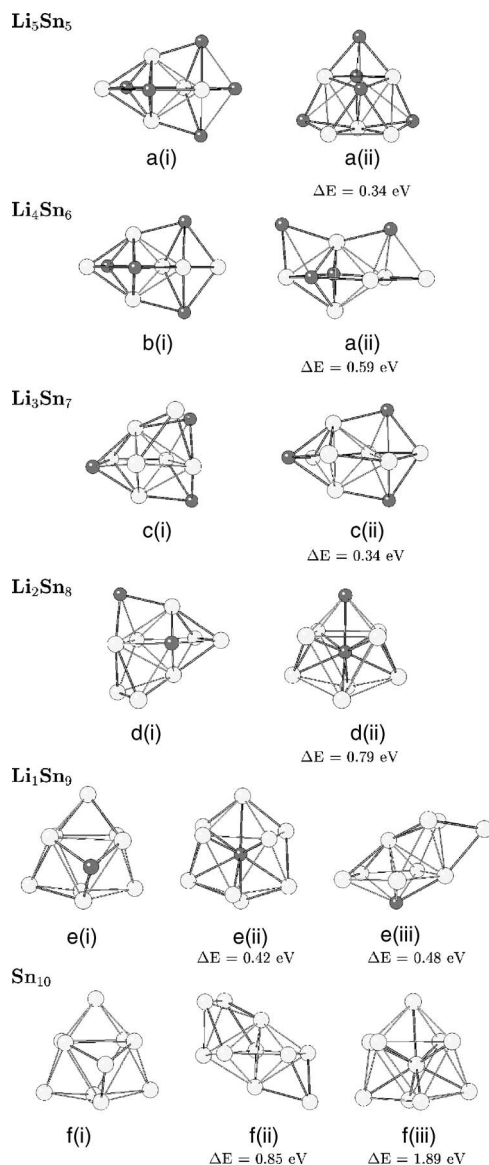 Li₅Sn₅
a(i) a(ii)
ΔE = 0.34 eV
Li₄Sn₆
b(i) a(ii)
ΔE = 0.59 eV
Li₃Sn₇
c(i) c(ii)
ΔE = 0.34 eV
Li₂Sn₈
d(i) d(ii)
ΔE = 0.79 eV
Li₁Sn₉
e(i) e(ii) e(iii)
ΔE = 0.42 eV ΔE = 0.48 eV
Sn₁₀
f(i) f(ii) f(iii)
ΔE = 0.85 eV ΔE = 1.89 eV